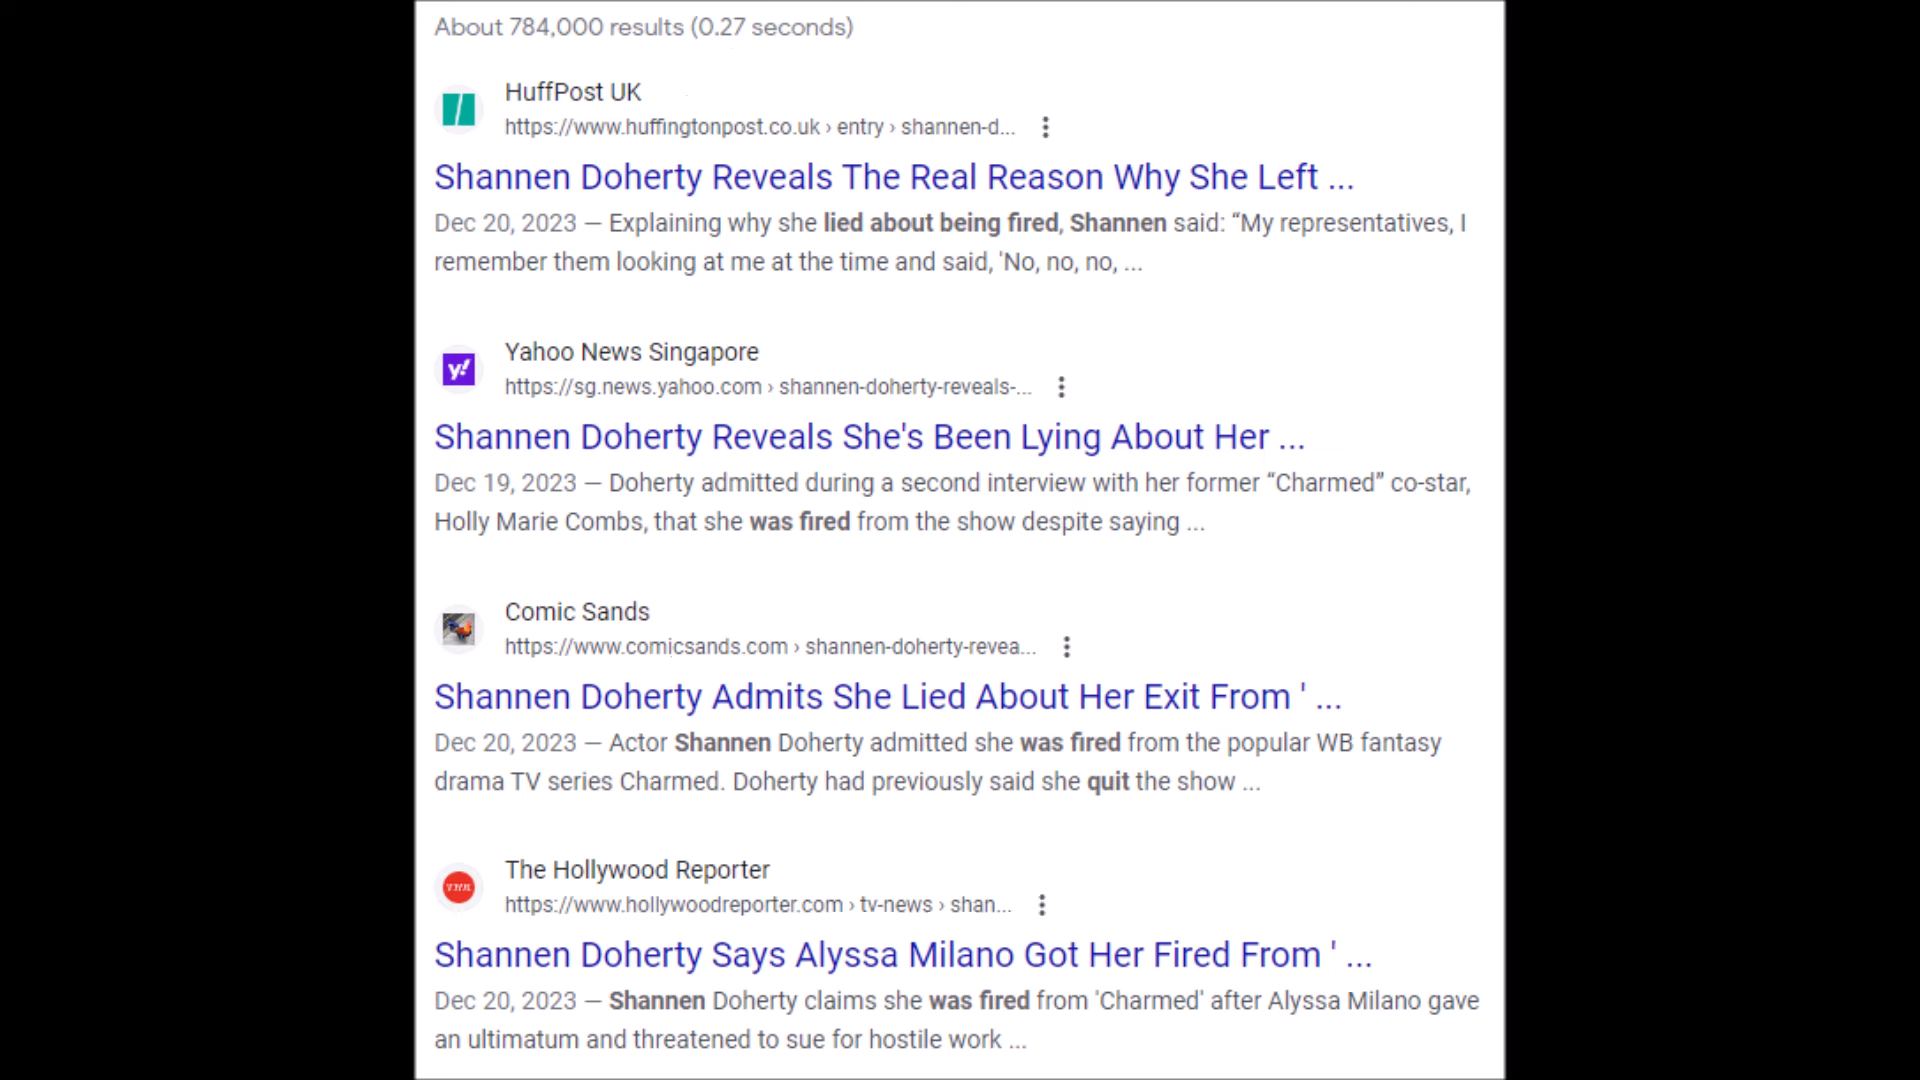 About 784,000 results (0.27 seconds)
HuffPost UK
https://www.huffingtonpost.co.uk › entry › shannen-d...
Shannen Doherty Reveals The Real Reason Why She Left ...
Dec 20, 2023 — Explaining why she lied about being fired, Shannen said: “My representatives, I
remember them looking at me at the time and said, 'No, no, no, ...
Yahoo News Singapore
y!
https://sg.news.yahoo.com › shannen-doherty-reveals-...
Shannen Doherty Reveals She's Been Lying About Her ...
Dec 19, 2023 — Doherty admitted during a second interview with her former “Charmed” co-star,
Holly Marie Combs, that she was fired from the show despite saying ...
Comic Sands
https://www.comicsands.com › shannen-doherty-revea...
Shannen Doherty Admits She Lied About Her Exit From ' ...
Dec 20, 2023 — Actor Shannen Doherty admitted she was fired from the popular WB fantasy
drama TV series Charmed. Doherty had previously said she quit the show ...
The Hollywood Reporter
THR
https://www.hollywoodreporter.com › tv-news › shan...
Shannen Doherty Says Alyssa Milano Got Her Fired From ' ...
Dec 20, 2023 — Shannen Doherty claims she was fired from 'Charmed' after Alyssa Milano gave
an ultimatum and threatened to sue for hostile work ...